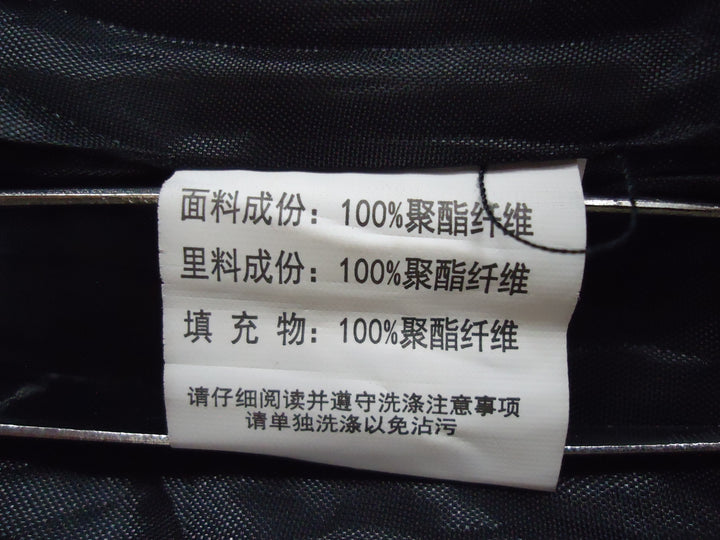 面料成份：100%聚酯纤维
里料成份：100%聚酯纤维
填充物：100%聚酯纤维
请仔细阅读并遵守洗涤注意事项
请单独洗涤以免沾污